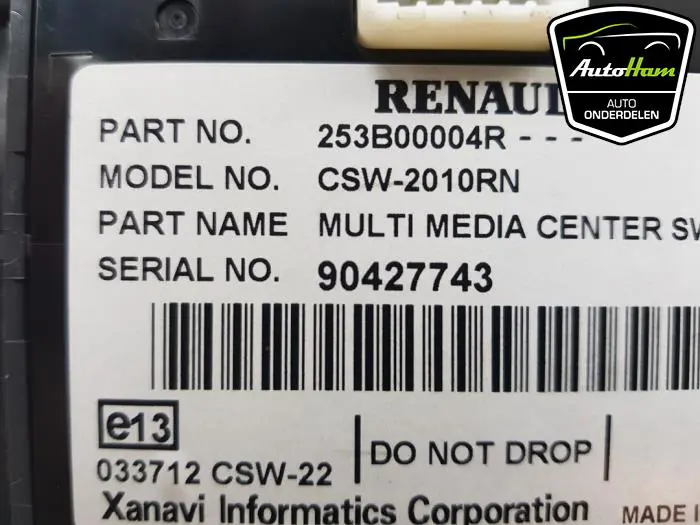 AutoHam
AUTO
ONDERDELEN
RENAUL
PART NO. 253B00004R - - -
MODEL NO. CSW-2010RN
PART NAME MULTI MEDIA CENTER SW
SERIAL NO. 90427743
e13
DO NOT DROP
033712 CSW-22
Xanavi Informatics Corporation
MADE